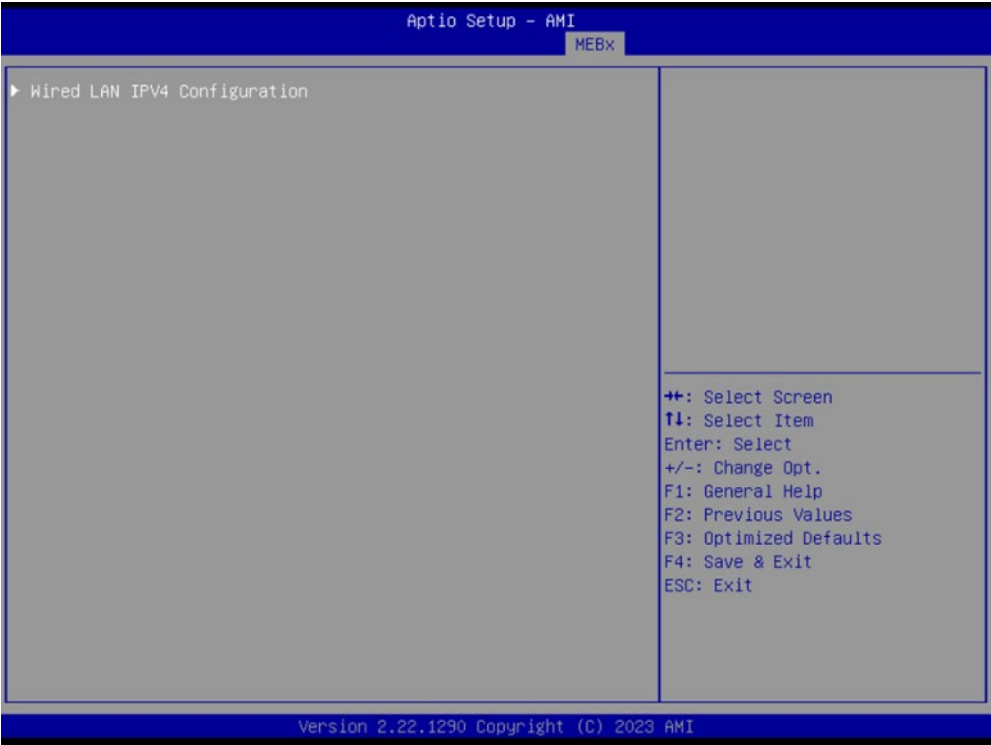 Aptio Setup – AMI
MEBx
Wired LAN IPV4 Configuration
→←: Select Screen
↑↓: Select Item
Enter: Select
+/-: Change Opt.
F1: General Help
F2: Previous Values
F3: Optimized Defaults
F4: Save & Exit
ESC: Exit
Version 2.22.1290 Copyright (C) 2023 AMI